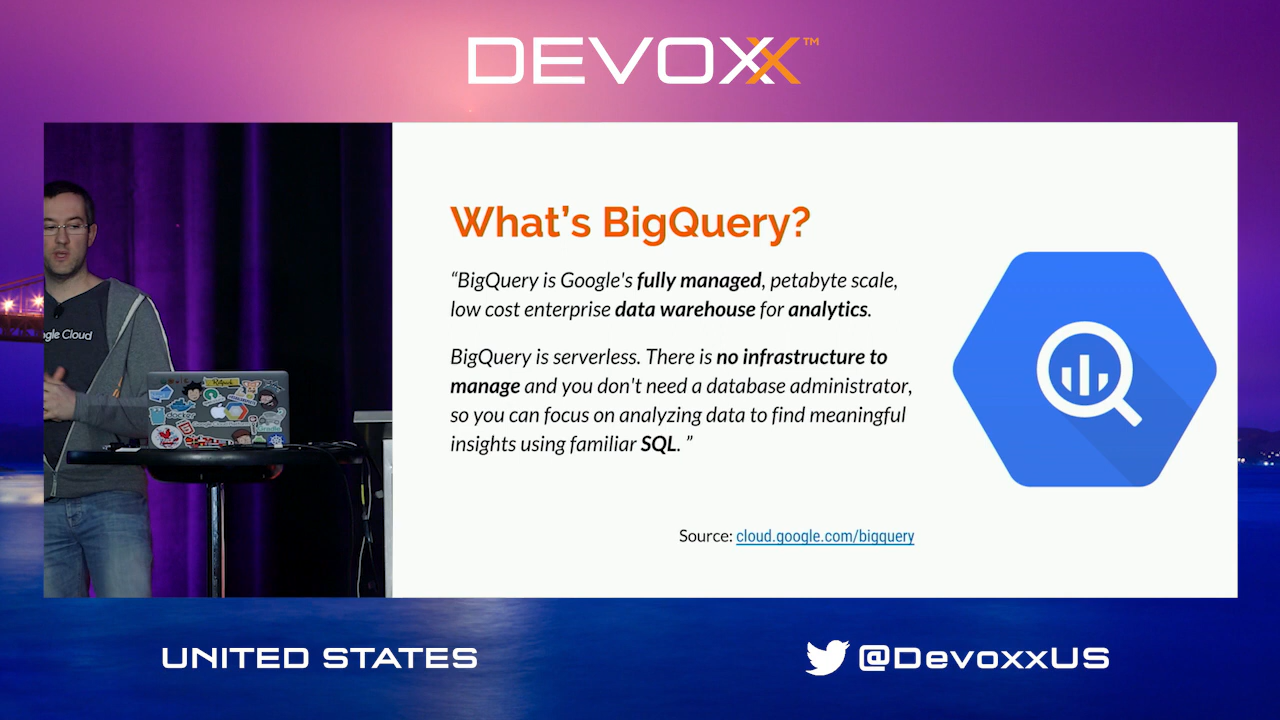 DEVOXX™
What's BigQuery?
“BigQuery is Google's fully managed, petabyte scale,
low cost enterprise data warehouse for analytics.
BigQuery is serverless. There is no infrastructure to
manage and you don't need a database administrator,
so you can focus on analyzing data to find meaningful
insights using familiar SQL. ”
Source: cloud.google.com/bigquery
gle Cloud
docker
UNITED STATES
@DevoxxUS